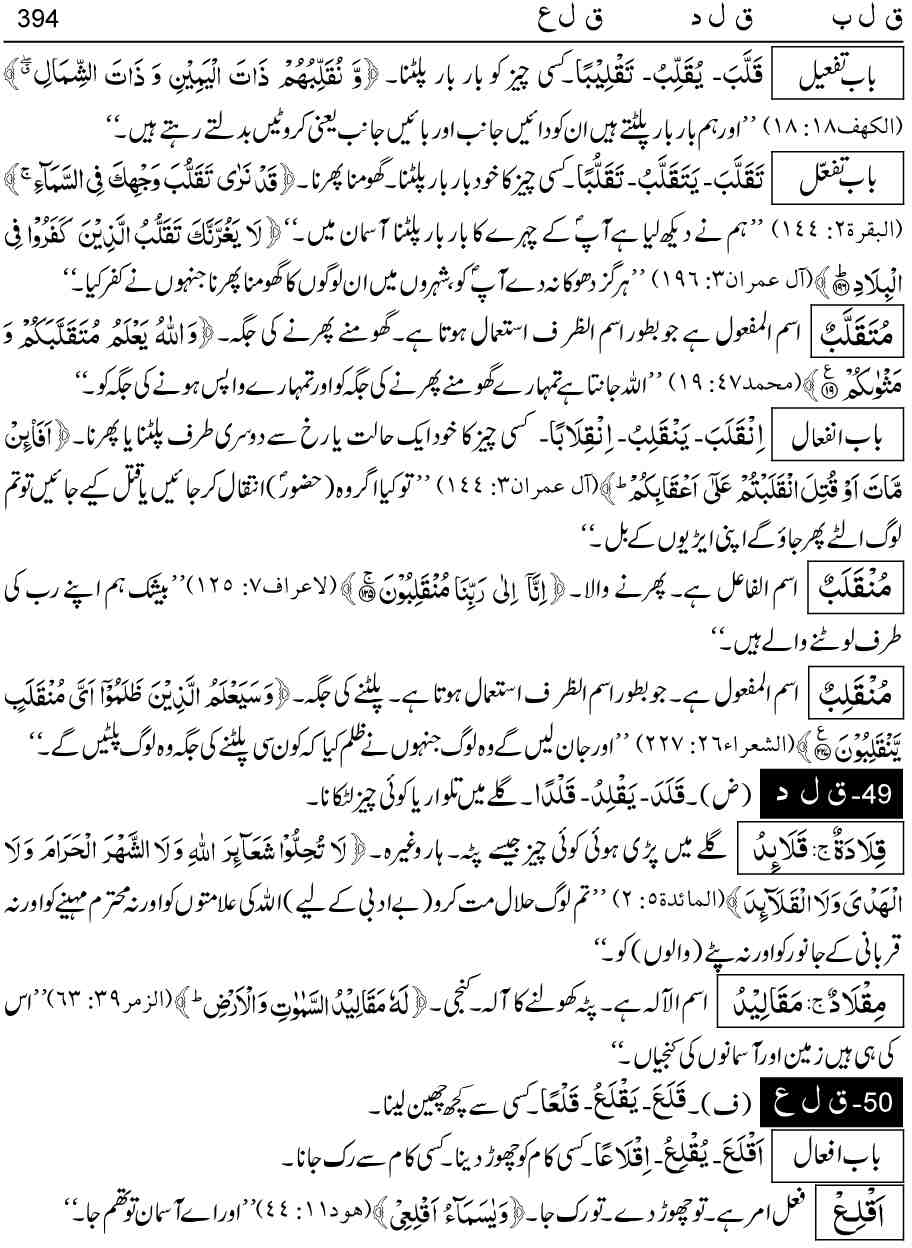 394 ق ل ب ق ل د ق ل ع
باب تفعیل قَلَّبَ۔ یُقَلِّبُ۔ تَقْلِیْبًا۔ کسی چیز کو بار بار پلٹنا۔ ﴿وَّ نُقَلِّبُهُمْ ذَاتَ الْیَمِیْنِ وَ ذَاتَ الشِّمَالِ ۖق﴾
(الکھف۱۸: ۱۸) ’’اور ہم بار بار پلٹتے ہیں ان کو دائیں جانب اور بائیں جانب یعنی کروٹیں بدلتے رہتے ہیں۔‘‘
باب تفعّل تَقَلَّبَ۔ یَتَقَلَّبُ۔ تَقَلُّبًا۔ کسی چیز کا خود بار بار پلٹنا۔ گھومنا پھرنا۔ ﴿قَدْ نَرٰی تَقَلُّبَ وَجْهِكَ فِی السَّمَآءِ ۚ﴾
(البقرۃ۲: ۱۴۴) ’’ہم نے دیکھ لیا ہے آپؐ کے چہرے کا بار بار پلٹنا آسمان میں۔‘‘ ﴿لَا یَغُرَّنَّكَ تَقَلُّبُ الَّذِیْنَ كَفَرُوْا فِی
الْبِلَادِ ؕ۱۹۶﴾ (آل عمران۳: ۱۹۶) ’’ہرگز دھوکا نہ دے آپؐ کو، شہروں میں ان لوگوں کا گھومنا پھرنا جنہوں نے کفر کیا۔‘‘
مُتَقَلَّبٌ اسم المفعول ہے جو بطور اسم الظرف استعمال ہوتا ہے۔ گھومنے پھرنے کی جگہ۔ ﴿وَاللّٰهُ یَعْلَمُ مُتَقَلَّبَكُمْ وَ
مَثْوٰىكُمْ ع۱۹﴾ (محمد۴۷: ۱۹) ’’اللہ جانتا ہے تمہارے گھومنے پھرنے کی جگہ کو اور تمہارے واپس ہونے کی جگہ کو۔‘‘
باب انفعال اِنْقَلَبَ۔ یَنْقَلِبُ۔ اِنْقِلَابًا۔ کسی چیز کا خود ایک حالت یا رخ سے دوسری طرف پلٹنا یا پھرنا۔ ﴿اَفَا۠ئِنْ
مَّاتَ اَوْ قُتِلَ انْقَلَبْتُمْ عَلٰۤی اَعْقَابِكُمْ ؕ﴾ (آل عمران۳: ۱۴۴) ’’تو کیا اگر وہ (حضورؐ) انتقال کر جائیں یا قتل کیے جائیں تو تم
لوگ الٹے پھر جاؤ گے اپنی ایڑیوں کے بل۔‘‘
مُنْقَلَبٌ اسم الفاعل ہے۔ پھرنے والا۔ ﴿اِنَّاۤ اِلٰی رَبِّنَا مُنْقَلِبُوْنَ ۚ۱۲۵﴾ (لاعراف۷: ۱۲۵) ’’بیشک ہم اپنے رب کی
طرف لوٹنے والے ہیں۔‘‘
مُنْقَلِبٌ اسم المفعول ہے۔ جو بطور اسم الظرف استعمال ہوتا ہے۔ پلٹنے کی جگہ۔ ﴿وَسَیَعْلَمُ الَّذِیْنَ ظَلَمُوْۤا اَیَّ مُنْقَلَبٍ
یَّنْقَلِبُوْنَ ع۲۲۷﴾ (الشعراء۲۶: ۲۲۷) ’’اور جان لیں گے وہ لوگ جنہوں نے ظلم کیا کہ کون سی پلٹنے کی جگہ وہ لوگ پلٹیں گے۔‘‘
49- ق ل د (ض)۔ قَلَدَ۔ یَقْلِدُ۔ قَلْدًا۔ گلے میں تلوار یا کوئی چیز لٹکانا۔
قِلَادَةٌ ج: قَلَایِٕدُ گلے میں پڑی ہوئی کوئی چیز جیسے پٹہ۔ ہار وغیرہ۔ ﴿لَا تُحِلُّوْا شَعَآىِٕرَ اللّٰهِ وَلَا الشَّهْرَ الْحَرَامَ وَلَا
الْهَدْیَ وَلَا الْقَلَآىِٕدَ﴾ (المائدۃ۵: ۲) ’’تم لوگ حلال مت کرو (بے ادبی کے لیے) اللہ کی علامتوں کو اور نہ محترم مہینے کو اور نہ
قربانی کے جانور کو اور نہ پٹے (والوں) کو۔‘‘
مِقْلَادٌ ج: مَقَالِیْدُ اسم الآلہ ہے۔ پٹہ کھولنے کا آلہ۔ کنجی۔ ﴿لَهٗ مَقَالِیْدُ السَّمٰوٰتِ وَالْاَرْضِ ؕ﴾ (الزمر۳۹: ۶۳) ’’اس
کی ہی ہیں زمین اور آسمانوں کی کنجیاں۔‘‘
50- ق ل ع (ف)۔ قَلَعَ۔ یَقْلَعُ۔ قَلْعًا۔ کسی سے کچھ چھین لینا۔
باب افعال اَقْلَعَ۔ یُقْلِعُ۔ اِقْلَاعًا۔ کسی کام کو چھوڑ دینا۔ کسی کام سے رک جانا۔
اَقْلِعْ فعل امر ہے۔ تو چھوڑ دے۔ تو رک جا۔ ﴿وَیٰسَمَآءُ اَقْلِعِیْ﴾ (ھود۱۱: ۴۴) ’’اور اے آسمان تو تھم جا۔‘‘